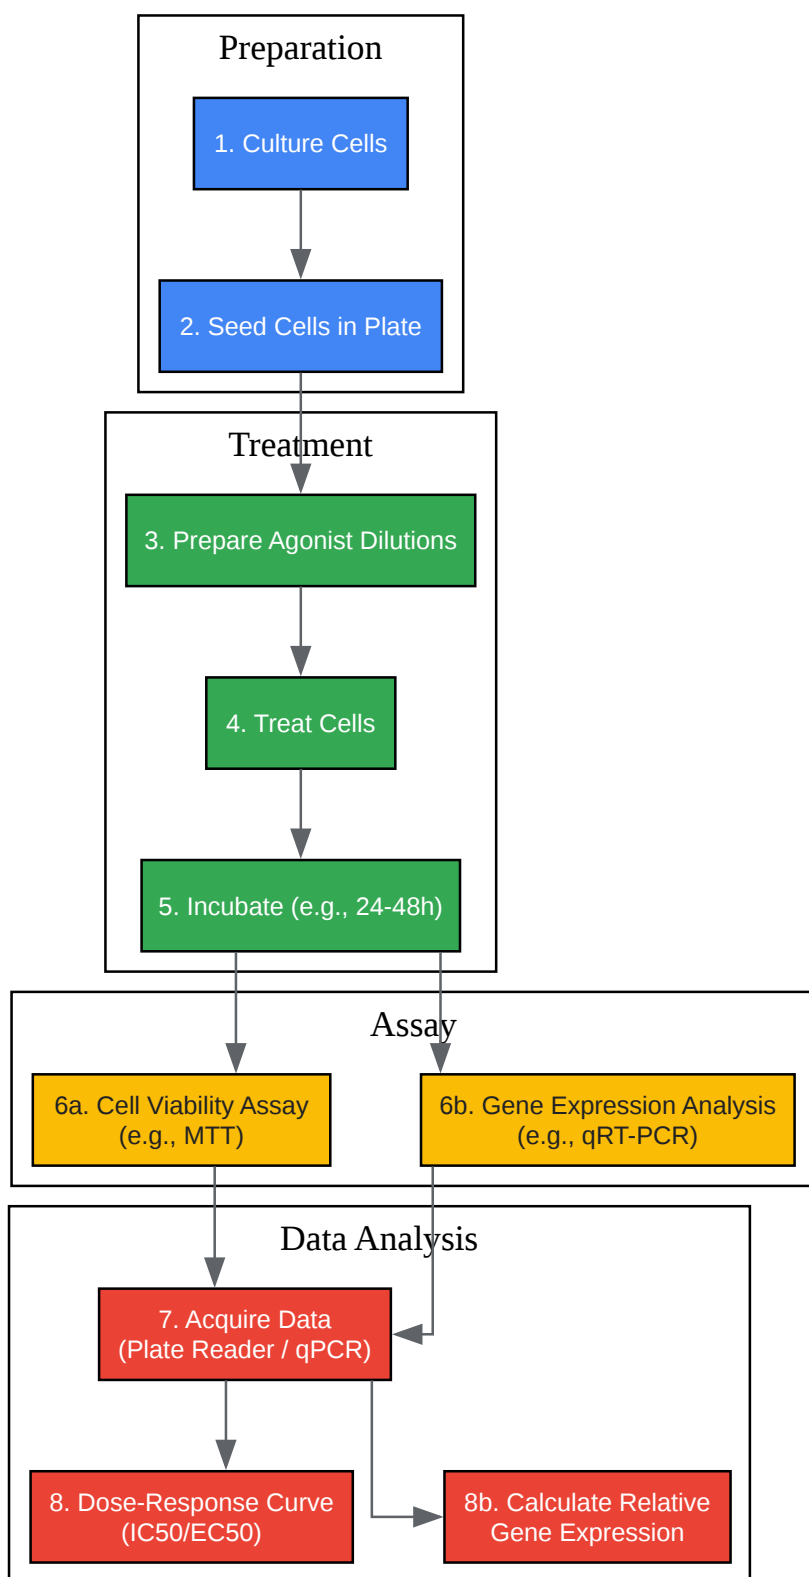 Preparation
1. Culture Cells
2. Seed Cells in Plate
Treatment
3. Prepare Agonist Dilutions
4. Treat Cells
5. Incubate (e.g., 24-48h)
Assay
6a. Cell Viability Assay
(e.g., MTT)
6b. Gene Expression Analysis
(e.g., qRT-PCR)
Data Analysis
7. Acquire Data
(Plate Reader / qPCR)
8. Dose-Response Curve
(IC50/EC50)
8b. Calculate Relative
Gene Expression